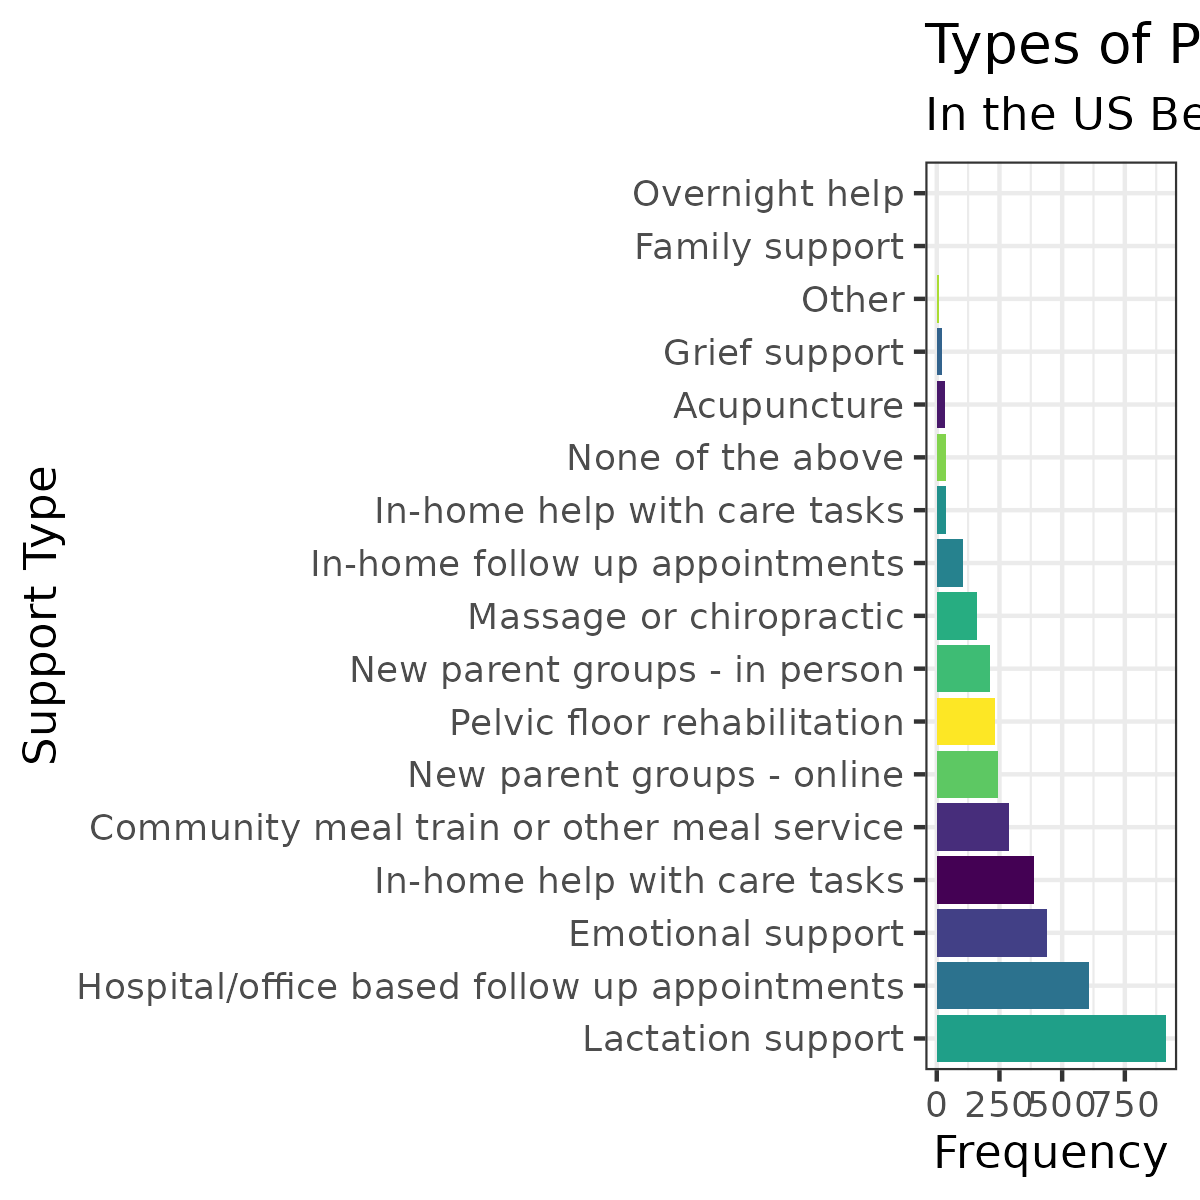 Types of P
In the US Be
Support Type
Overnight help
Family support
Other
Grief support
Acupuncture
None of the above
In-home help with care tasks
In-home follow up appointments
Massage or chiropractic
New parent groups - in person
Pelvic floor rehabilitation
New parent groups - online
Community meal train or other meal service
In-home help with care tasks
Emotional support
Hospital/office based follow up appointments
Lactation support
0 250 500 750
Frequency